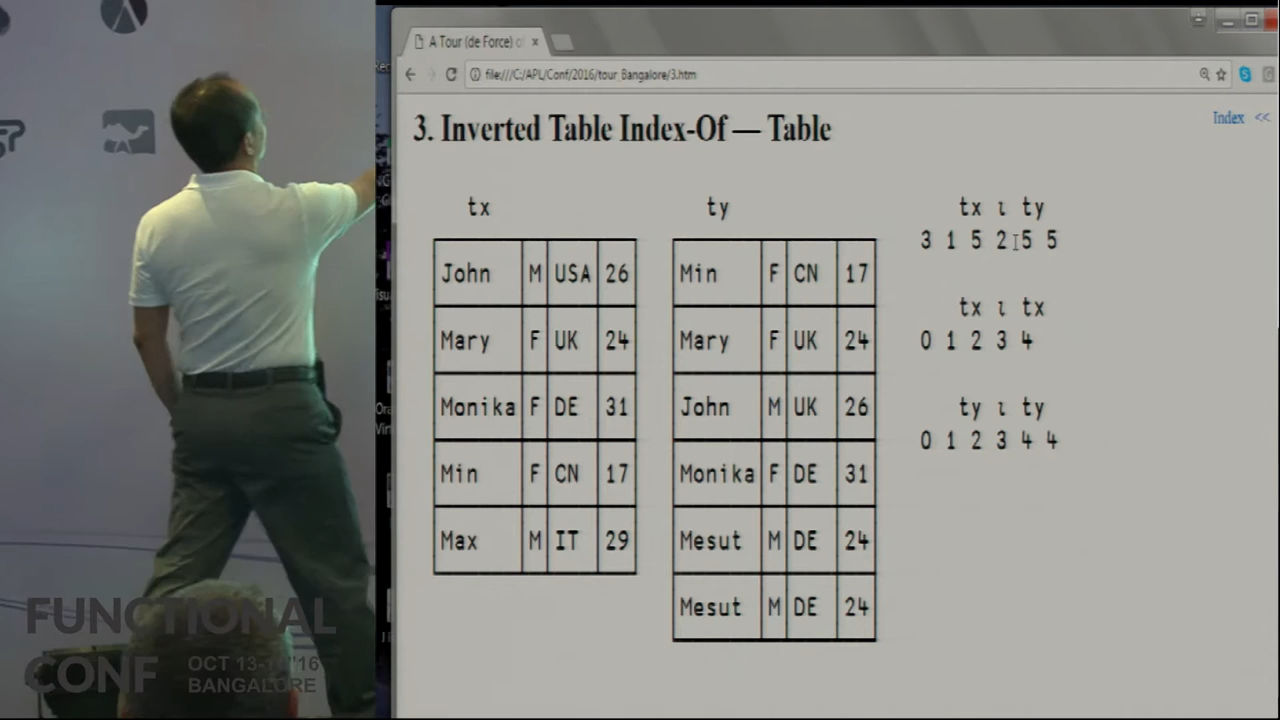 A Tour (de Force) o
file:///C:/APL/Conf/2016/tour_Bangalore/3.htm
3. Inverted Table Index-Of — Table
Index <<
tx
John M USA 26
Mary F UK 24
Monika F DE 31
Min F CN 17
Max M IT 29
ty
Min F CN 17
Mary F UK 24
John M UK 26
Monika F DE 31
Mesut M DE 24
Mesut M DE 24
tx ⍳ ty
3 1 5 2 5 5
tx ⍳ tx
0 1 2 3 4
ty ⍳ ty
0 1 2 3 4 4
FUNCTIONAL
CONF
BANGALORE